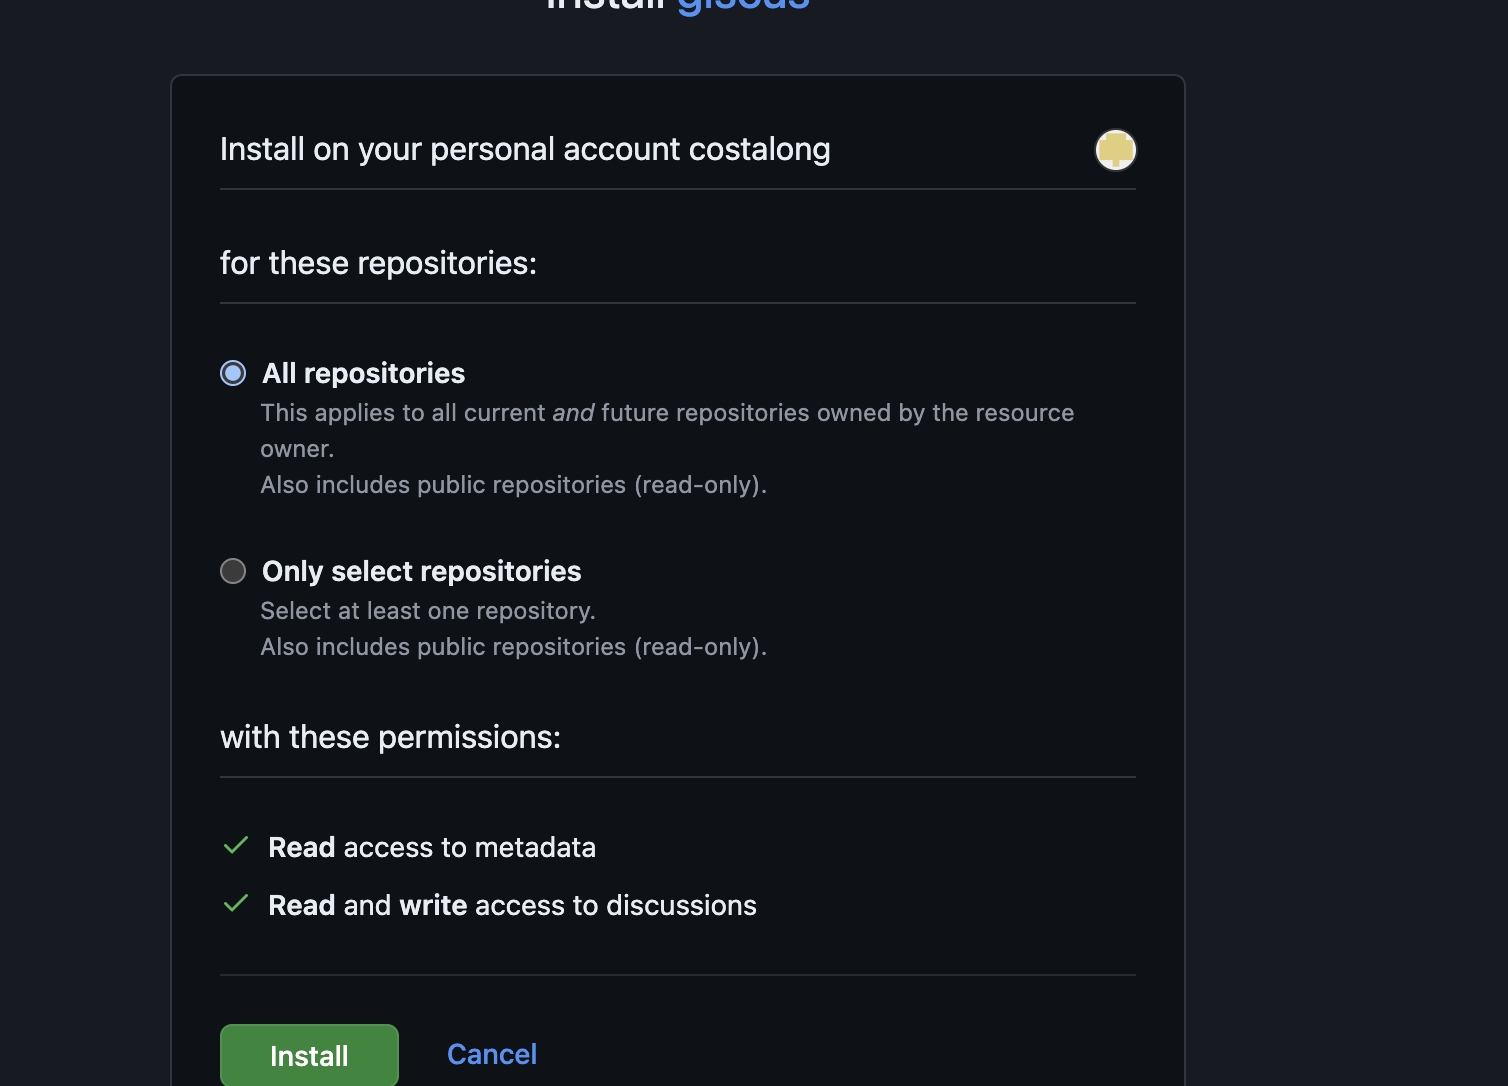 Install giscus
Install on your personal account costalong
for these repositories:
All repositories
This applies to all current and future repositories owned by the resource
owner.
Also includes public repositories (read-only).
Only select repositories
Select at least one repository.
Also includes public repositories (read-only).
with these permissions:
Read access to metadata
Read and write access to discussions
Install Cancel